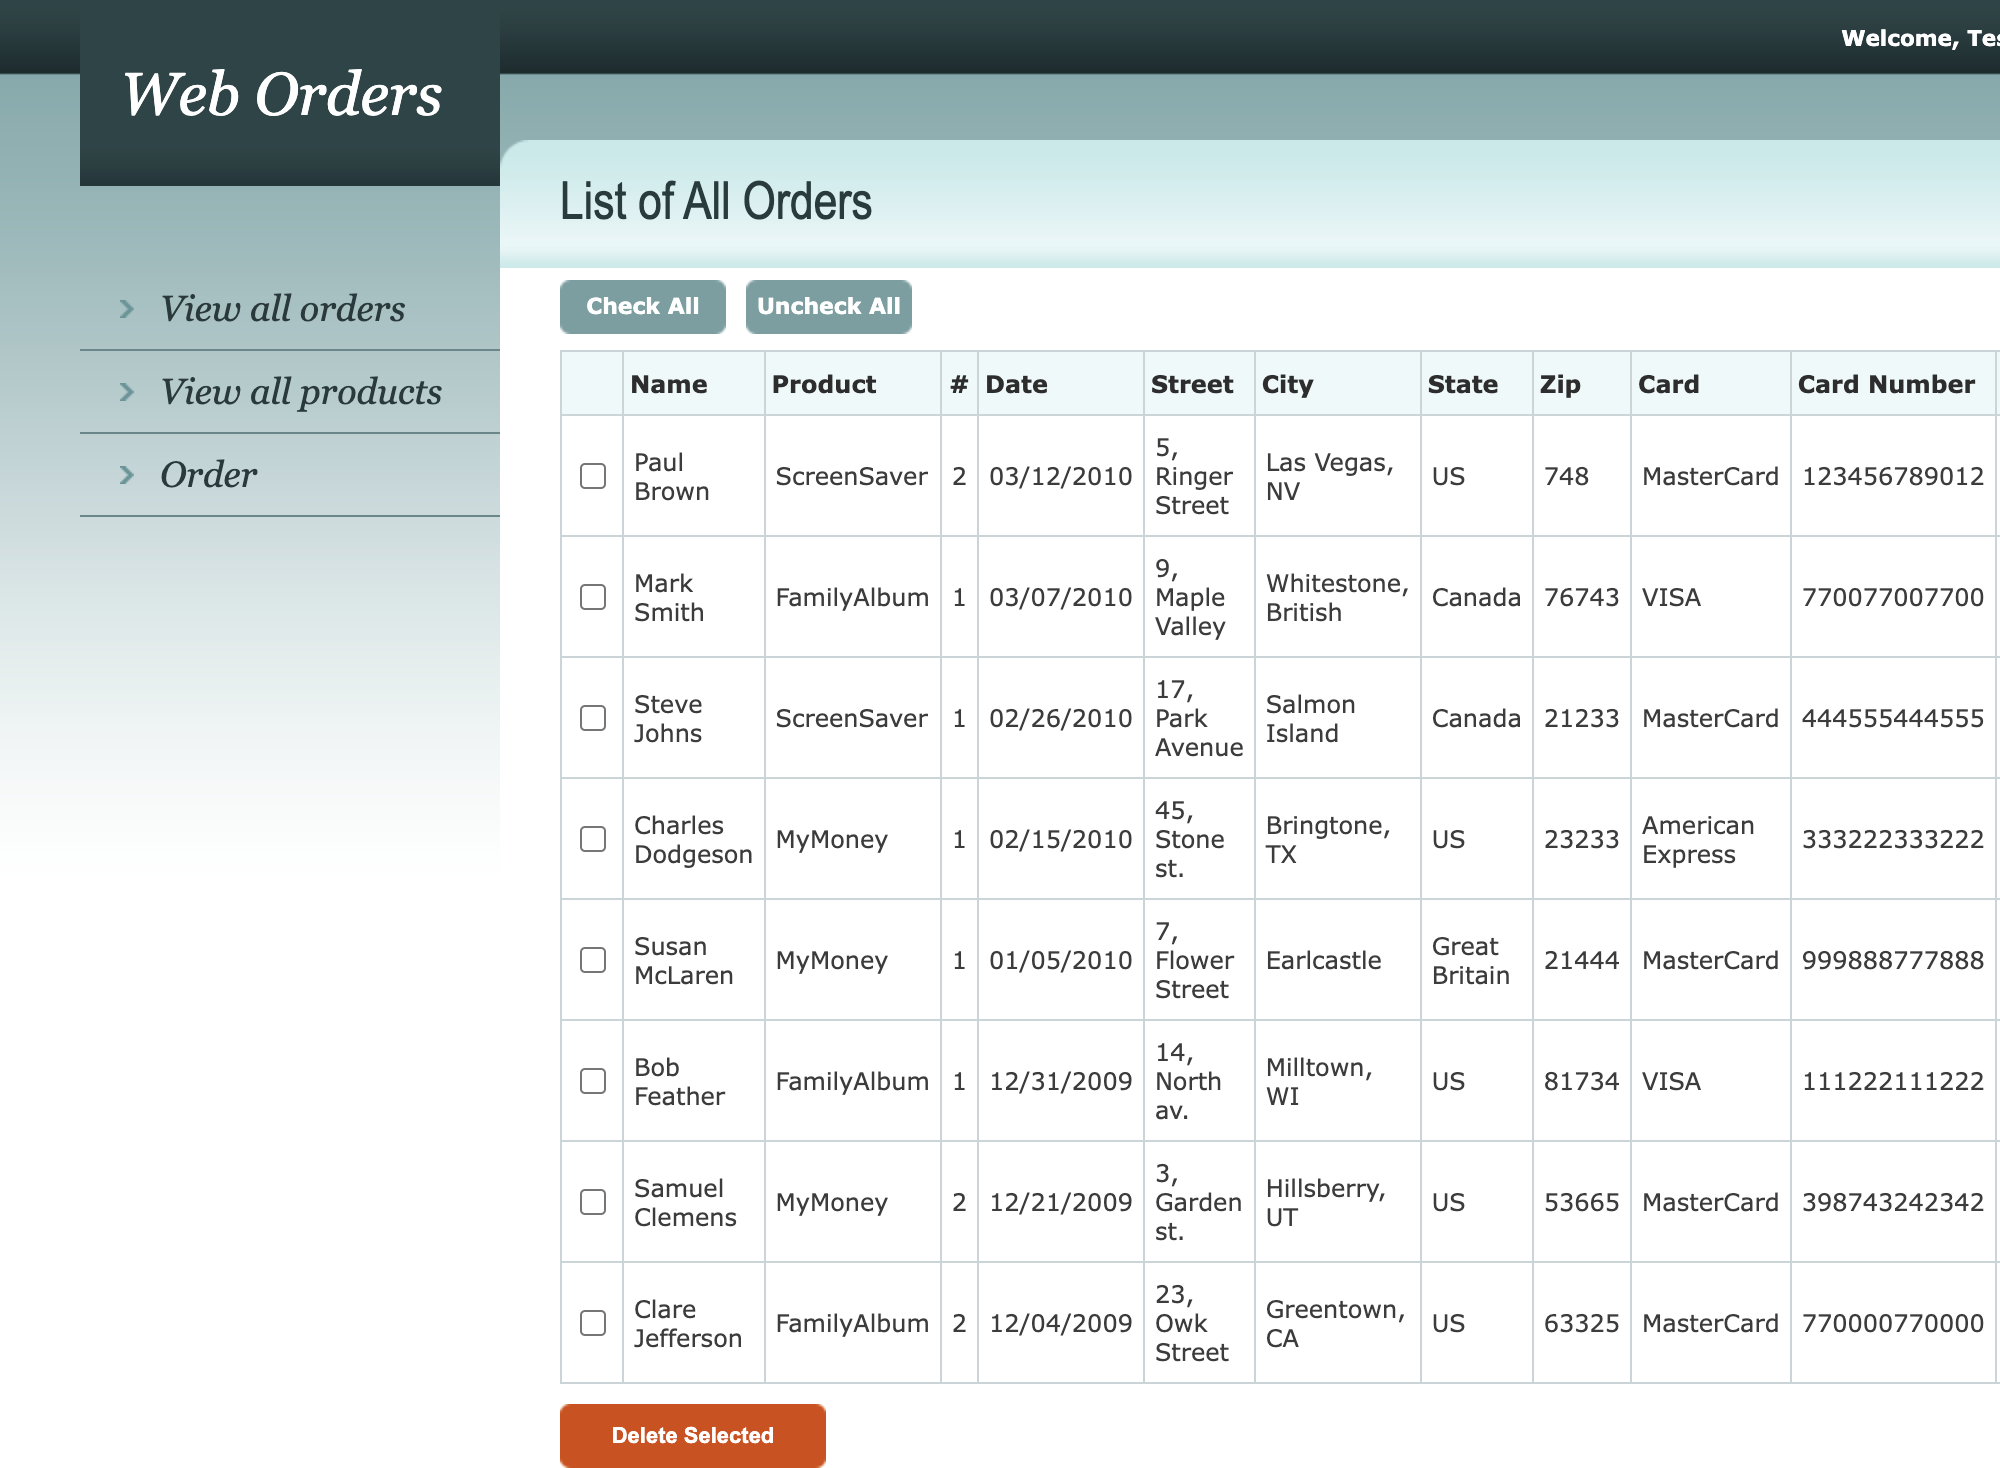 Welcome, Tes
Web Orders
List of All Orders
View all orders
View all products
Order
Check All Uncheck All
Name Product # Date Street City State Zip Card Card Number
Paul Brown ScreenSaver 2 03/12/2010 5, Ringer Street Las Vegas, NV US 748 MasterCard 123456789012
Mark Smith FamilyAlbum 1 03/07/2010 9, Maple Valley Whitestone, British Canada 76743 VISA 770077007700
Steve Johns ScreenSaver 1 02/26/2010 17, Park Avenue Salmon Island Canada 21233 MasterCard 444555444555
Charles Dodgeson MyMoney 1 02/15/2010 45, Stone st. Bringtone, TX US 23233 American Express 333222333222
Susan McLaren MyMoney 1 01/05/2010 7, Flower Street Earlcastle Great Britain 21444 MasterCard 999888777888
Bob Feather FamilyAlbum 1 12/31/2009 14, North av. Milltown, WI US 81734 VISA 111222111222
Samuel Clemens MyMoney 2 12/21/2009 3, Garden st. Hillsberry, UT US 53665 MasterCard 398743242342
Clare Jefferson FamilyAlbum 2 12/04/2009 23, Owk Street Greentown, CA US 63325 MasterCard 770000770000
Delete Selected